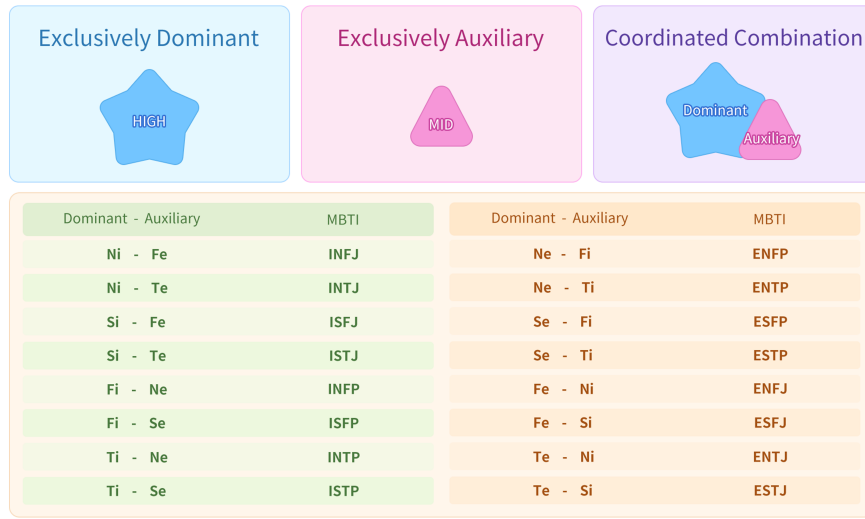 Exclusively Dominant
HIGH
Exclusively Auxiliary
MID
Coordinated Combination
Dominant
Auxiliary
Dominant - Auxiliary MBTI
Ni - Fe INFJ
Ni - Te INTJ
Si - Fe ISFJ
Si - Te ISTJ
Fi - Ne INFP
Fi - Se ISFP
Ti - Ne INTP
Ti - Se ISTP
Dominant - Auxiliary MBTI
Ne - Fi ENFP
Ne - Ti ENTP
Se - Fi ESFP
Se - Ti ESTP
Fe - Ni ENFJ
Fe - Si ESFJ
Te - Ni ENTJ
Te - Si ESTJ